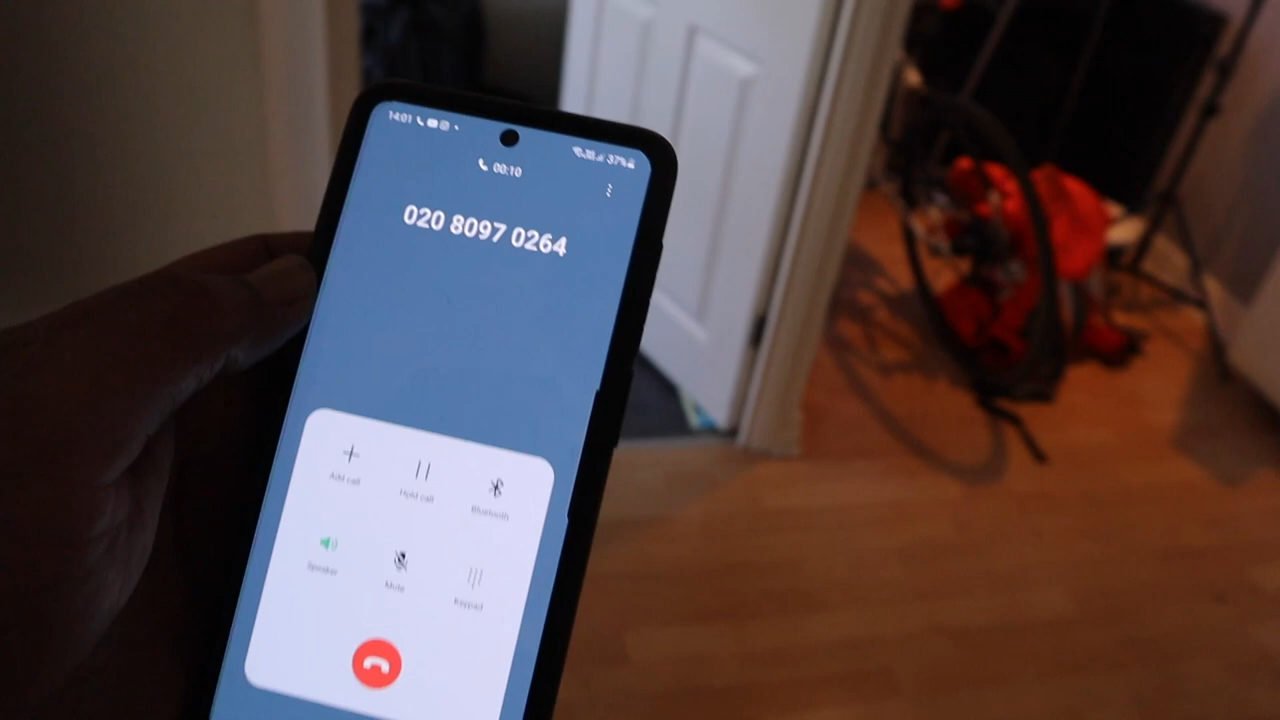 14:01
37%
00:10
020 8097 0264
Add call
Hold call
Bluetooth
Speaker
Mute
Keypad